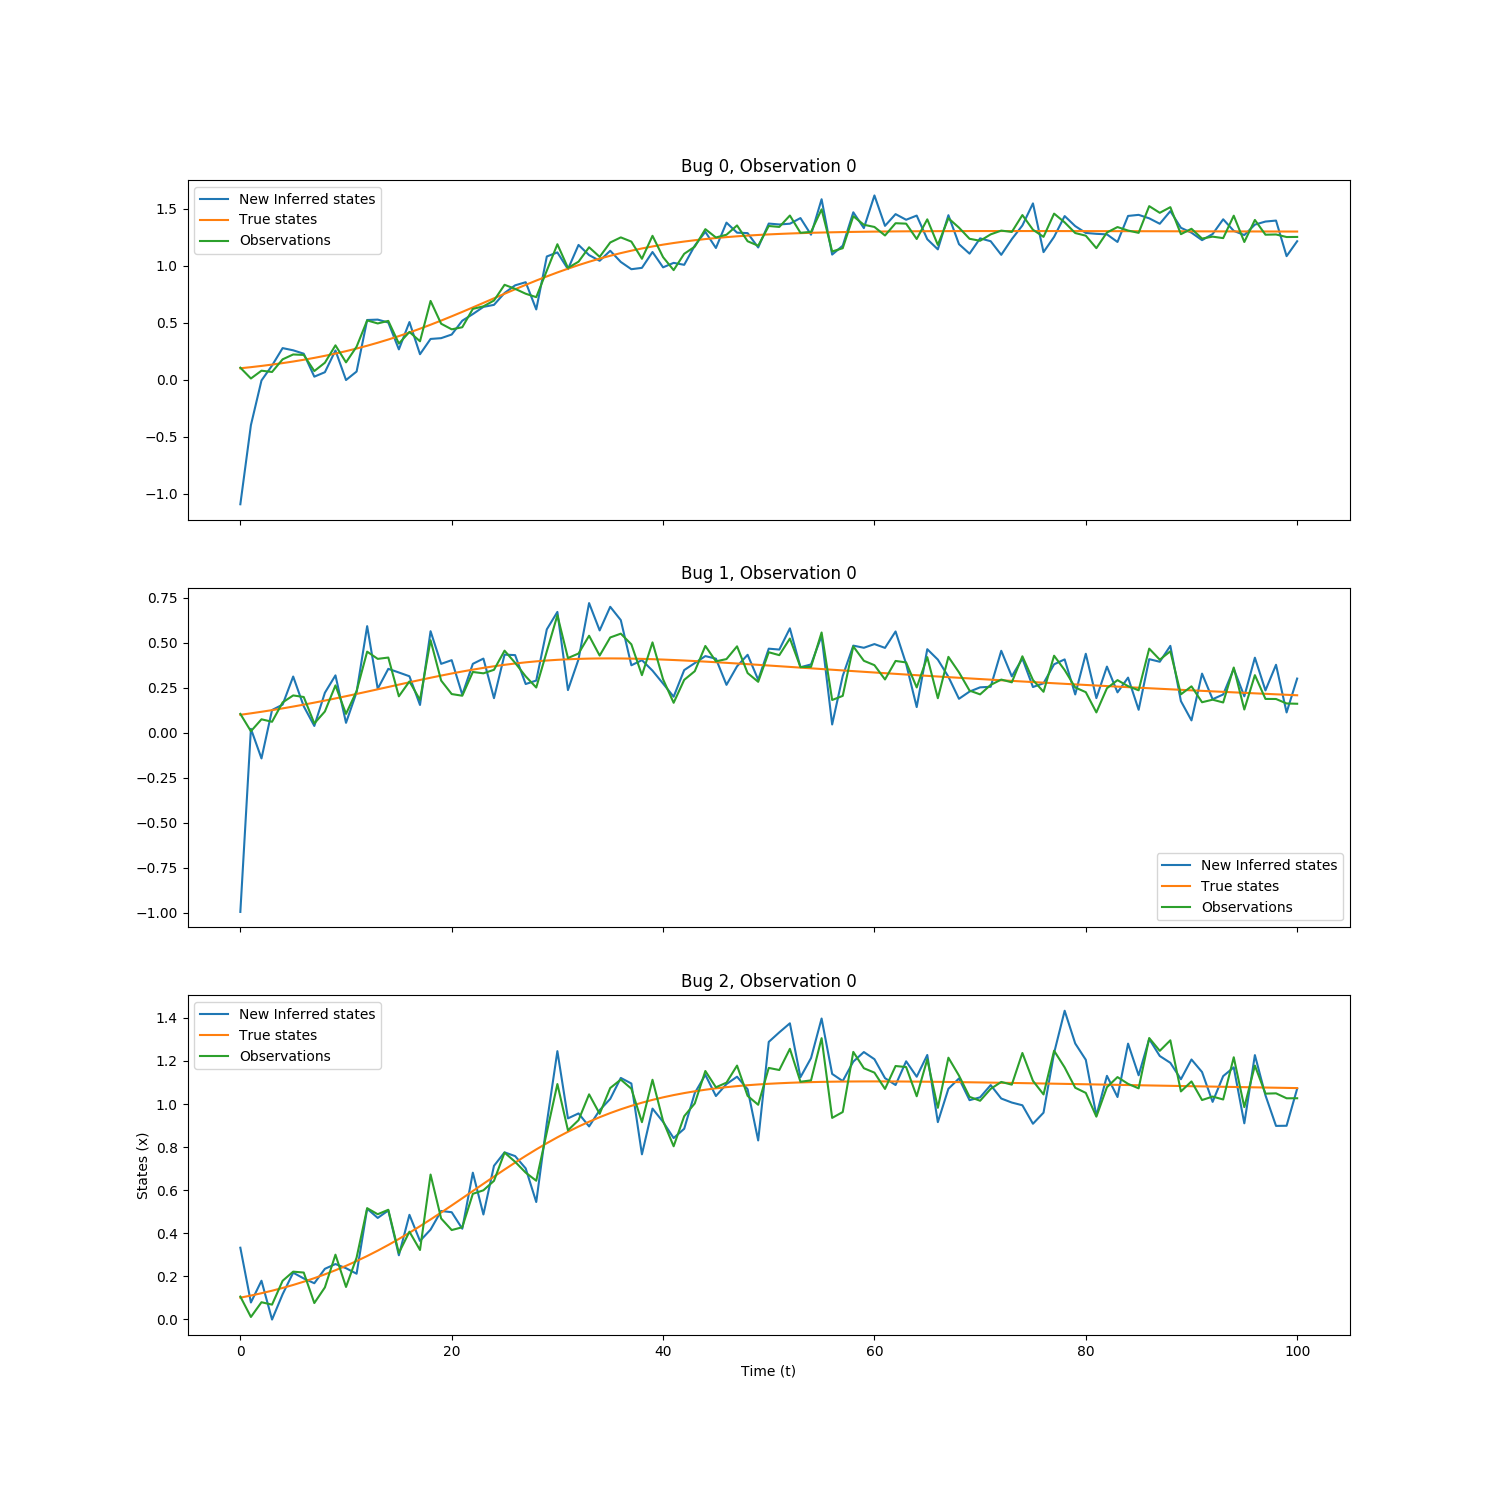 Bug 0, Observation 0
New Inferred states
True states
Observations
1.5
1.0
0.5
0.0
−0.5
−1.0
Bug 1, Observation 0
0.75
0.50
0.25
0.00
−0.25
−0.50
−0.75
−1.00
New Inferred states
True states
Observations
Bug 2, Observation 0
New Inferred states
True states
Observations
1.4
1.2
1.0
0.8
0.6
0.4
0.2
0.0
States (x)
0 20 40 60 80 100
Time (t)